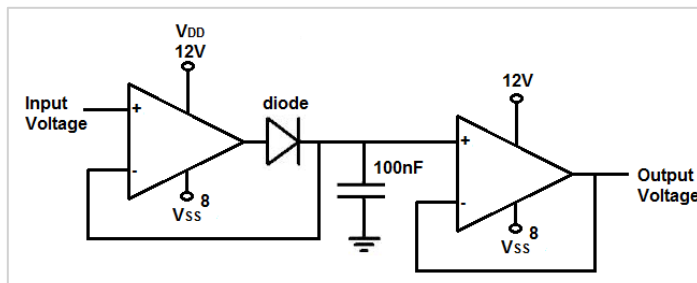 VDD
12V
Input
Voltage
diode
12V
+
-
+
-
100nF
8
VSS
8
VSS
Output
Voltage